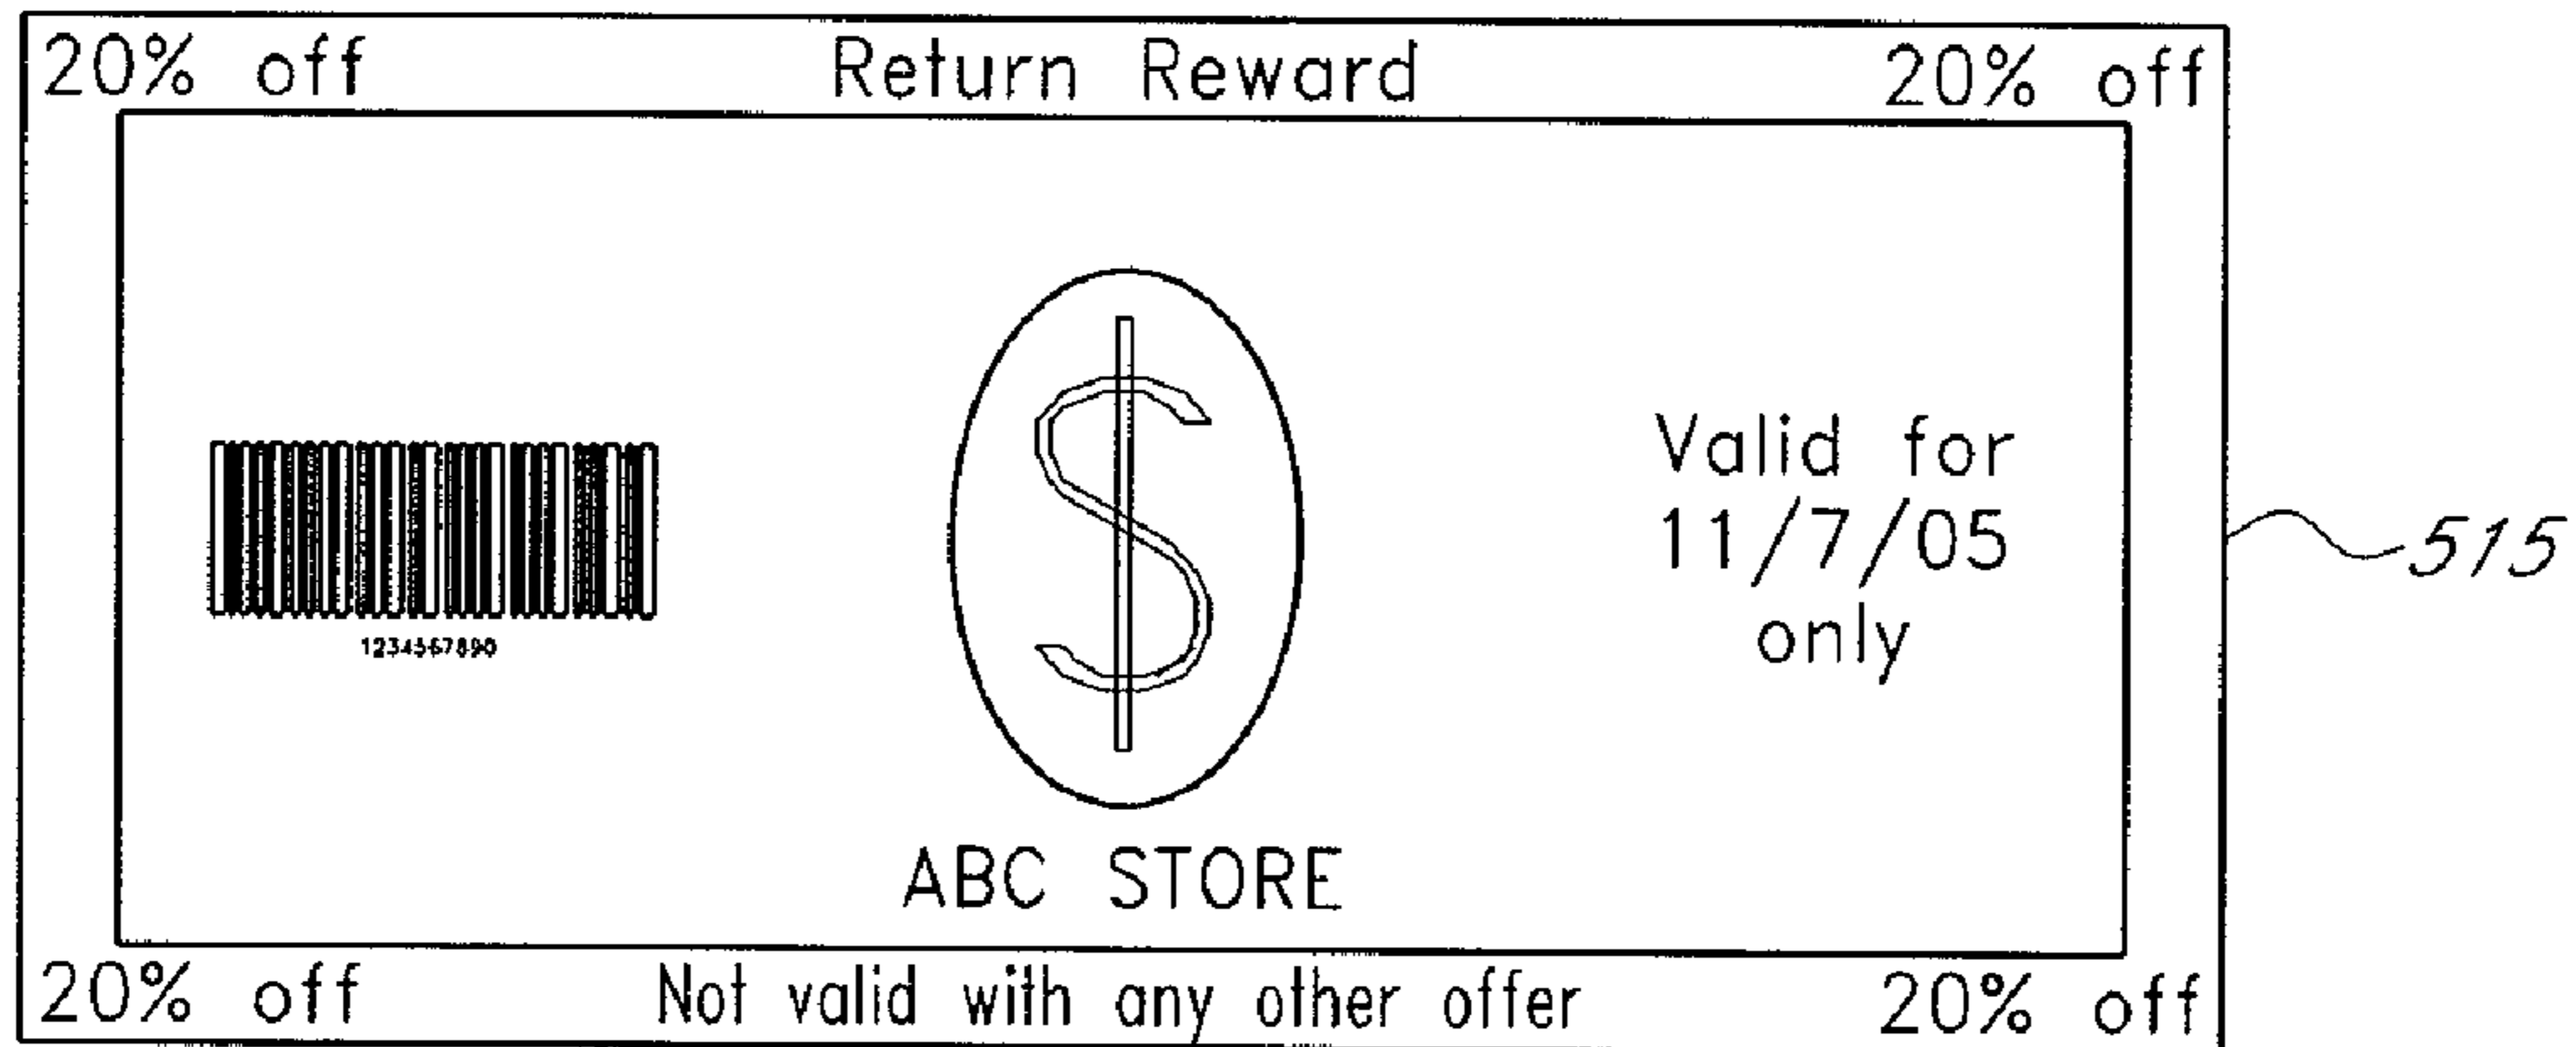 20% off Return Reward 20% off
Valid for
11/7/05
only
515
1234567890
$
ABC STORE
20% off Not valid with any other offer 20% off